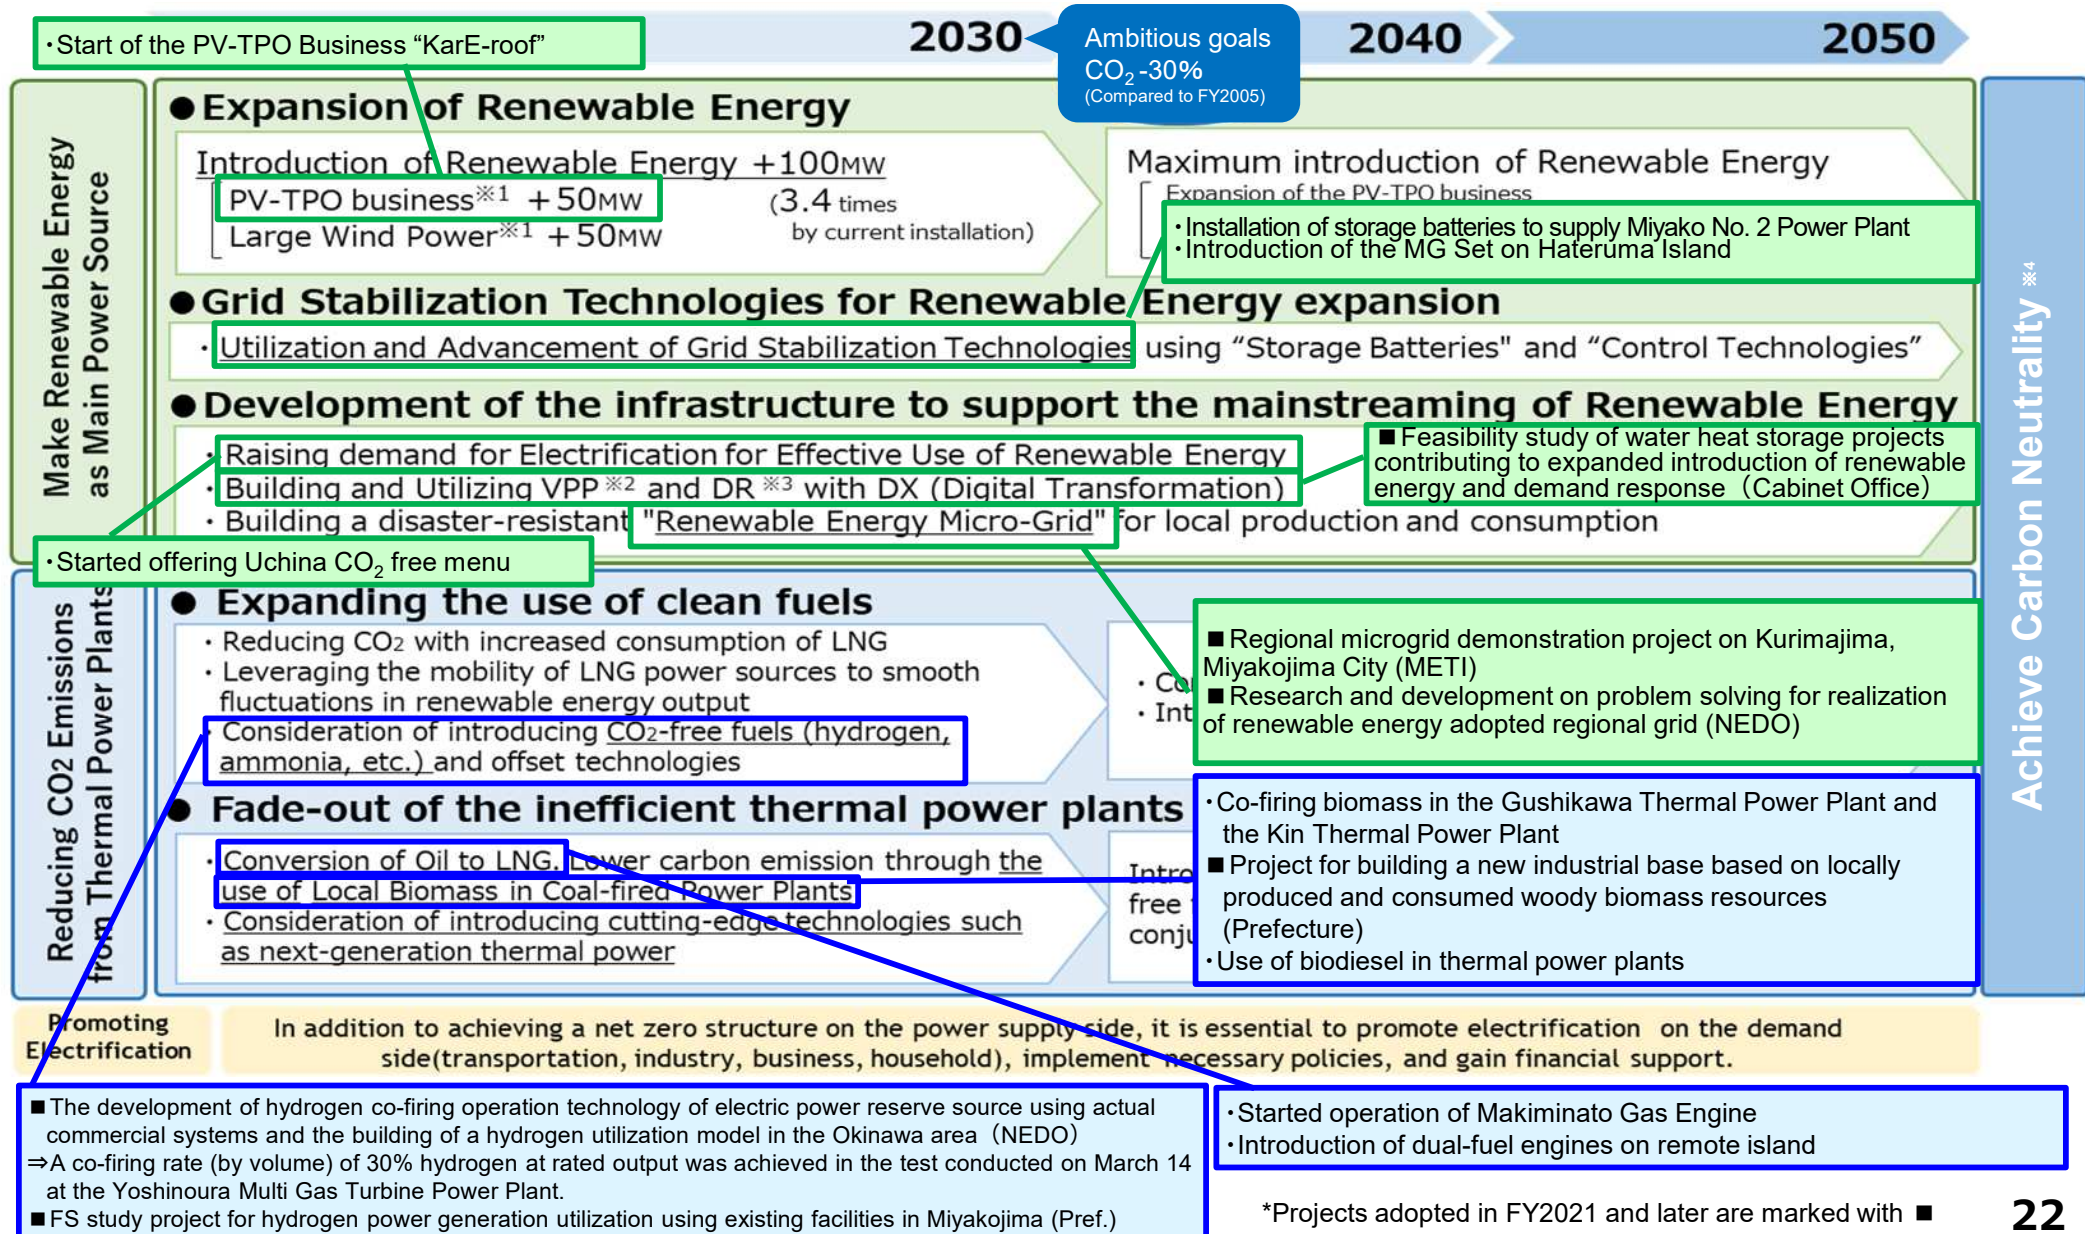 ・Start of the PV-TPO Business “KarE-roof”
2030
Ambitious goals
CO2 -30%
(Compared to FY2005)
2040
2050
Make Renewable Energy
as Main Power Source
●Expansion of Renewable Energy
Introduction of Renewable Energy +100MW
PV-TPO business※1 +50MW
Large Wind Power※1 +50MW
(3.4 times
by current installation)
Maximum introduction of Renewable Energy
Expansion of the PV-TPO business
・Installation of storage batteries to supply Miyako No. 2 Power Plant
・Introduction of the MG Set on Hateruma Island
●Grid Stabilization Technologies for Renewable Energy expansion
・Utilization and Advancement of Grid Stabilization Technologies using “Storage Batteries" and “Control Technologies”
●Development of the infrastructure to support the mainstreaming of Renewable Energy
・Raising demand for Electrification for Effective Use of Renewable Energy
・Building and Utilizing VPP※2 and DR※3 with DX (Digital Transformation)
・Building a disaster-resistant "Renewable Energy Micro-Grid" for local production and consumption
■Feasibility study of water heat storage projects
contributing to expanded introduction of renewable
energy and demand response（Cabinet Office）
・Started offering Uchina CO2 free menu
Achieve Carbon Neutrality ※4
Reducing CO2 Emissions
from Thermal Power Plants
● Expanding the use of clean fuels
・Reducing CO2 with increased consumption of LNG
・Leveraging the mobility of LNG power sources to smooth
fluctuations in renewable energy output
・Consideration of introducing CO2-free fuels (hydrogen,
ammonia, etc.) and offset technologies
■Regional microgrid demonstration project on Kurimajima,
Miyakojima City (METI)
■Research and development on problem solving for realization
of renewable energy adopted regional grid (NEDO)
● Fade-out of the inefficient thermal power plants
・Conversion of Oil to LNG. Lower carbon emission through the
use of Local Biomass in Coal-fired Power Plants
・Consideration of introducing cutting-edge technologies such
as next-generation thermal power
free
・Co-firing biomass in the Gushikawa Thermal Power Plant and
the Kin Thermal Power Plant
■Project for building a new industrial base based on locally
produced and consumed woody biomass resources
(Prefecture)
・Use of biodiesel in thermal power plants
Promoting
Electrification
In addition to achieving a net zero structure on the power supply side, it is essential to promote electrification on the demand
side(transportation, industry, business, household), implement necessary policies, and gain financial support.
■The development of hydrogen co-firing operation technology of electric power reserve source using actual
commercial systems and the building of a hydrogen utilization model in the Okinawa area（NEDO）
⇒A co-firing rate (by volume) of 30% hydrogen at rated output was achieved in the test conducted on March 14
at the Yoshinoura Multi Gas Turbine Power Plant.
■FS study project for hydrogen power generation utilization using existing facilities in Miyakojima (Pref.)
・Started operation of Makiminato Gas Engine
・Introduction of dual-fuel engines on remote island
*Projects adopted in FY2021 and later are marked with ■
22